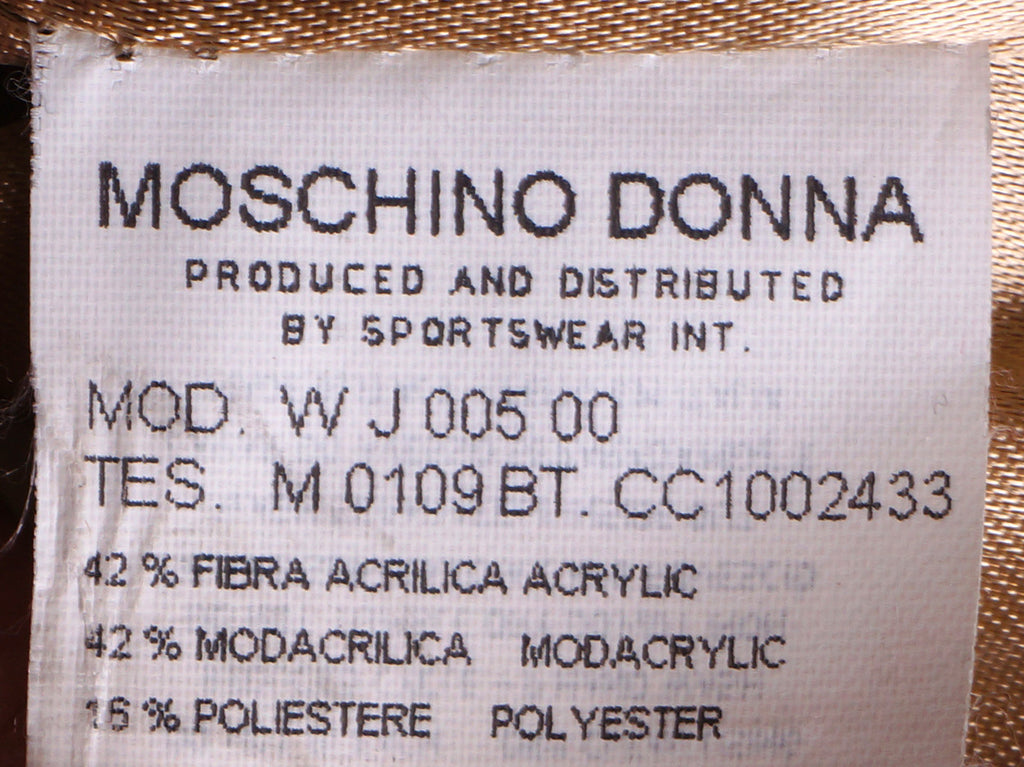 MOSCHINO DONNA
PRODUCED AND DISTRIBUTED
BY SPORTSWEAR INT.
MOD. W J 005 00
TES. M 0109 BT. CC1002433
42 % FIBRA ACRILICA ACRYLIC
42 % MODACRILICA MODACRYLIC
16 % POLIESTERE POLYESTER